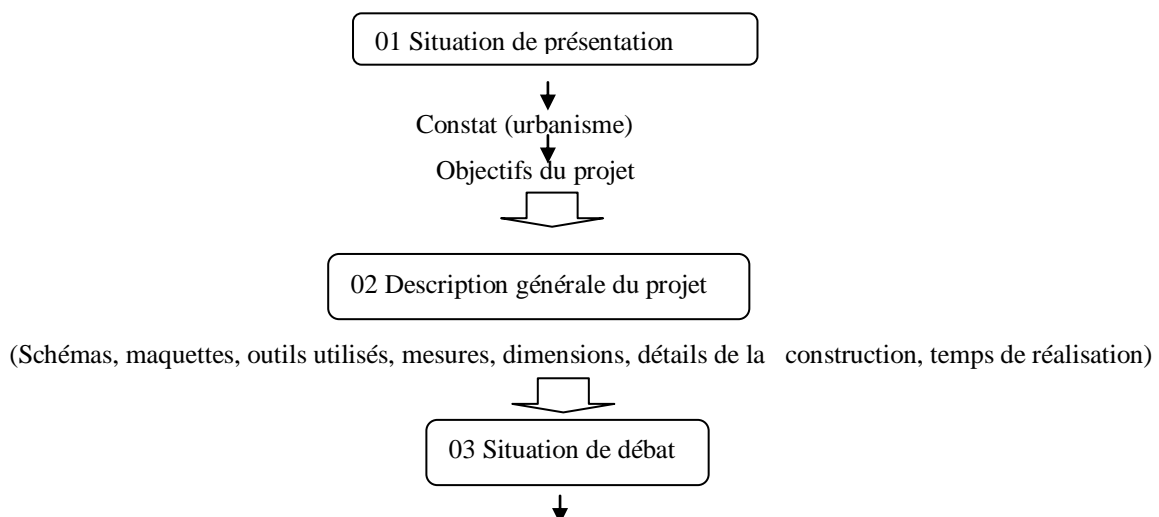 01 Situation de présentation
Constat (urbanisme)
Objectifs du projet
02 Description générale du projet
(Schémas, maquettes, outils utilisés, mesures, dimensions, détails de la construction, temps de réalisation)
03 Situation de débat